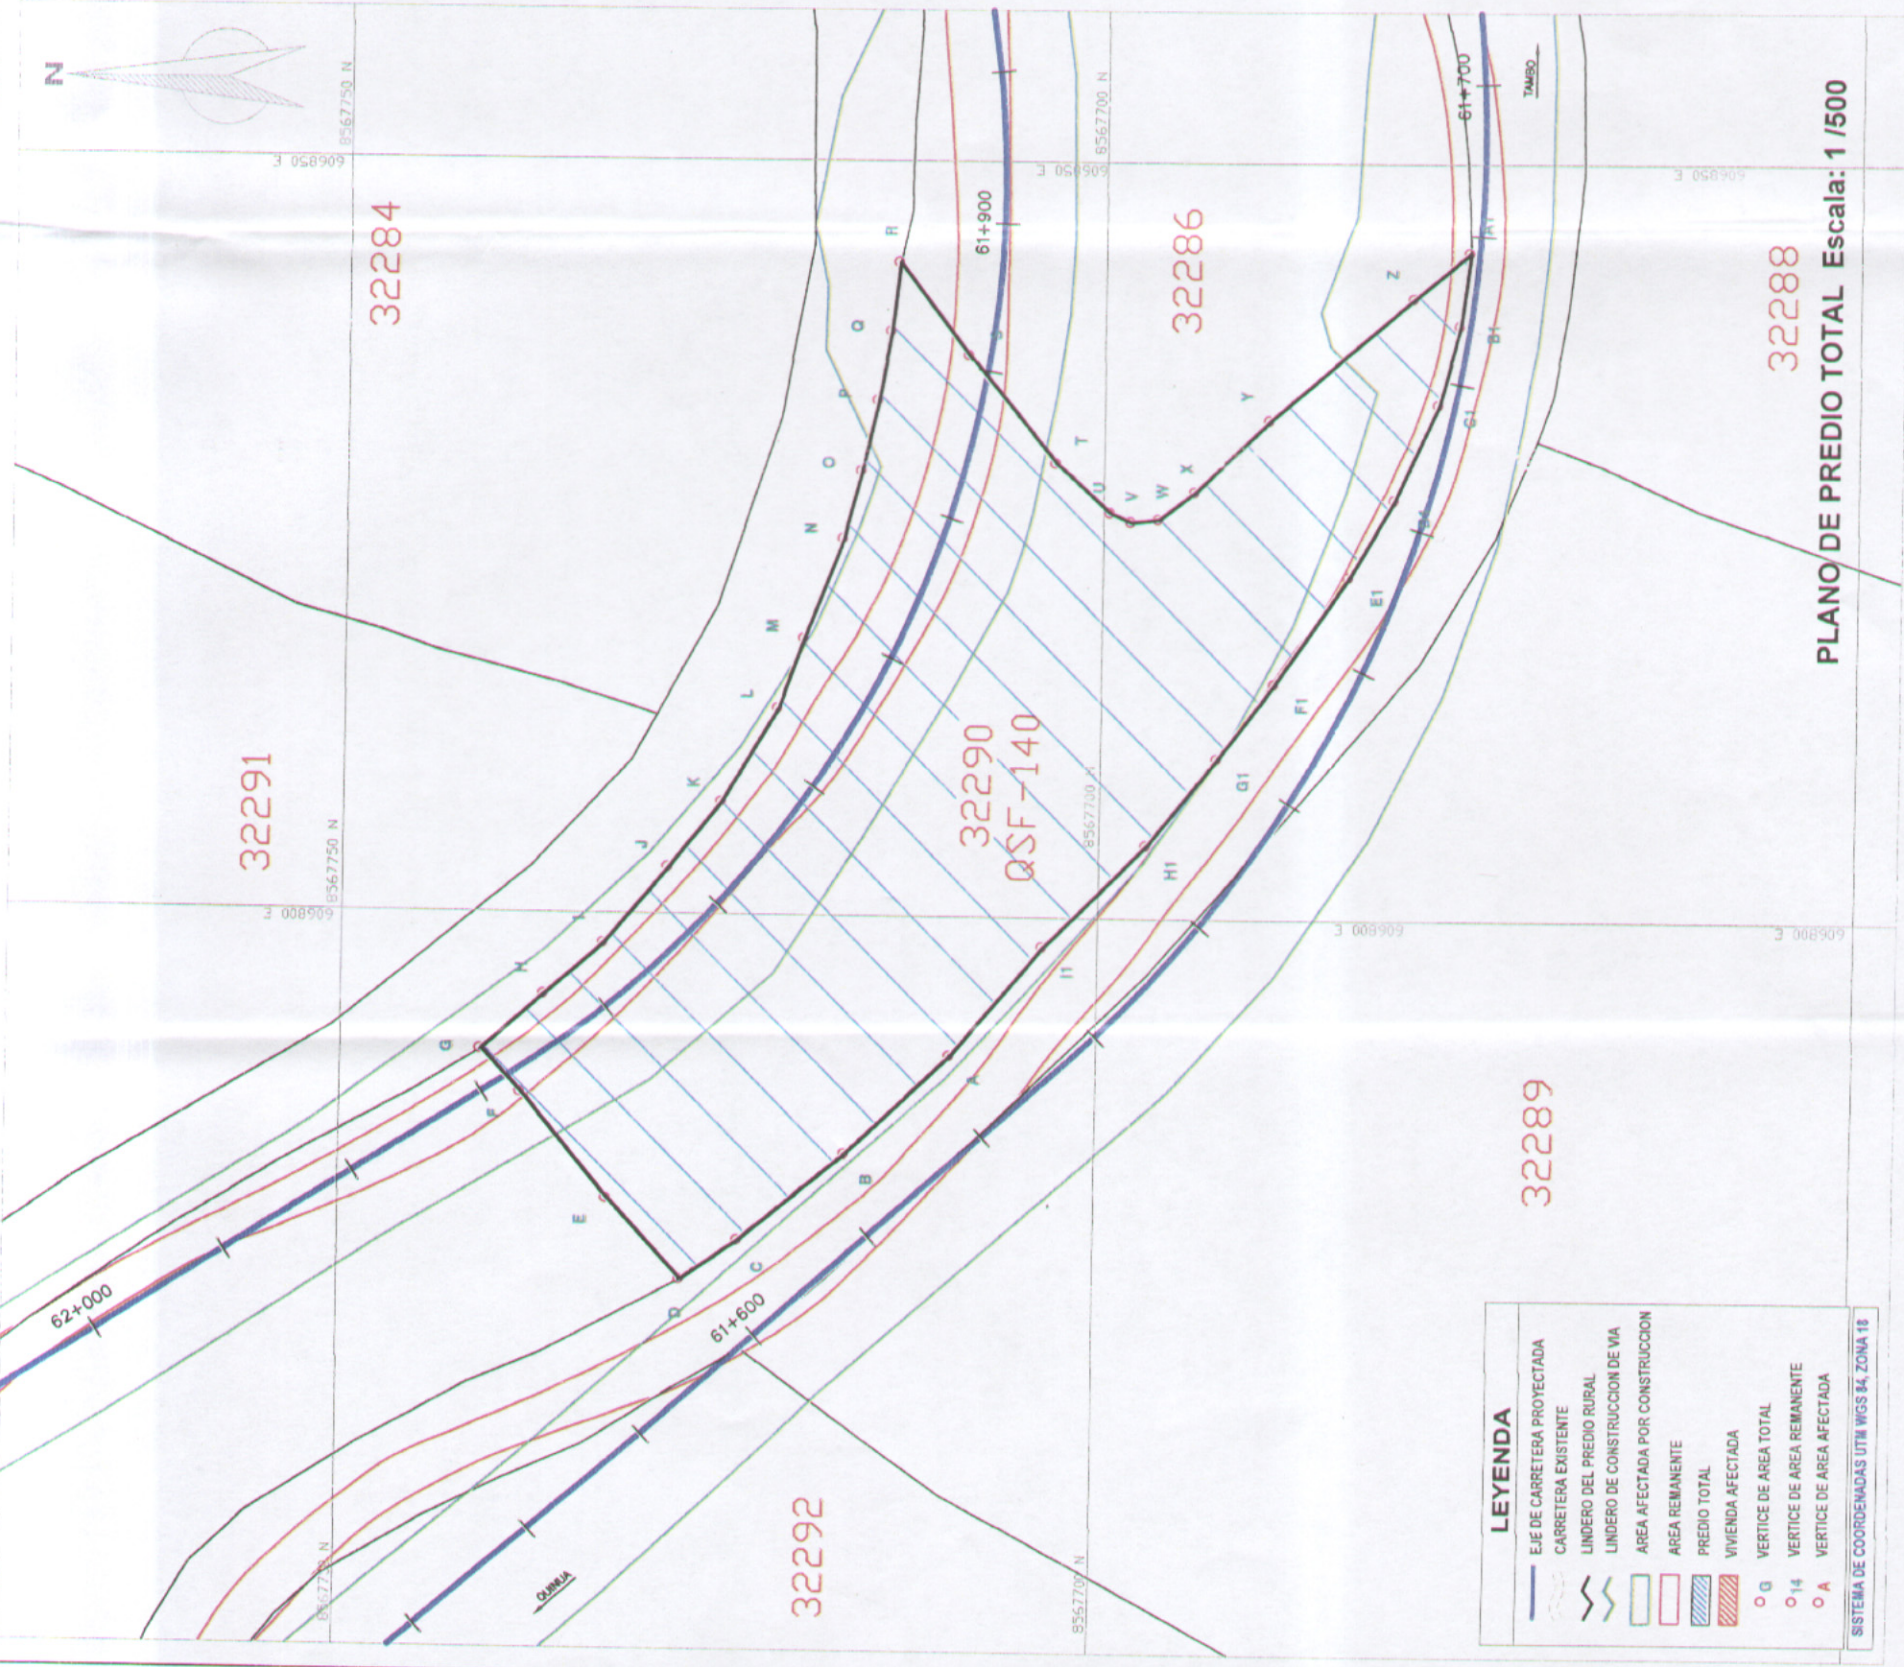 N
8567750 N
606850 E
32284
8567700 N
606850 E
61+700
TAMBO
606850 E
R
61+900
32286
A1
32288
Q
S
Z
B1
P
T
Y
C1
O
N
U
V
W
X
M
E1
L
F1
32291
K
32290
QSF-140
G1
8567750 N
J
8567700 N
H1
606800 E
I
606800 E
606800 E
H
I1
G
A
F
32289
E
B
C
D
62+000
61+600
32292
QUINUA
8567700 N
PLANO DE PREDIO TOTAL Escala: 1 /500
LEYENDA
EJE DE CARRETERA PROYECTADA
CARRETERA EXISTENTE
LINDERO DEL PREDIO RURAL
LINDERO DE CONSTRUCCION DE VIA
AREA AFECTADA POR CONSTRUCCION
AREA REMANENTE
PREDIO TOTAL
VIVIENDA AFECTADA
G VERTICE DE AREA TOTAL
14 VERTICE DE AREA REMANENTE
A VERTICE DE AREA AFECTADA
SISTEMA DE COORDENADAS UTM WGS 84, ZONA 18